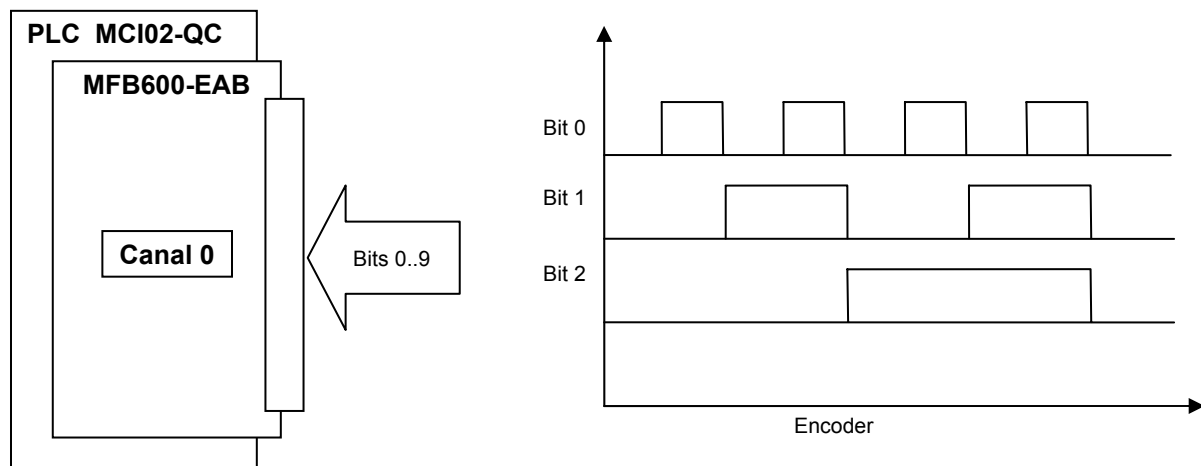 PLC MCI02-QC
MFB600-EAB
Canal 0
Bits 0..9
Bit 0
Bit 1
Bit 2
Encoder